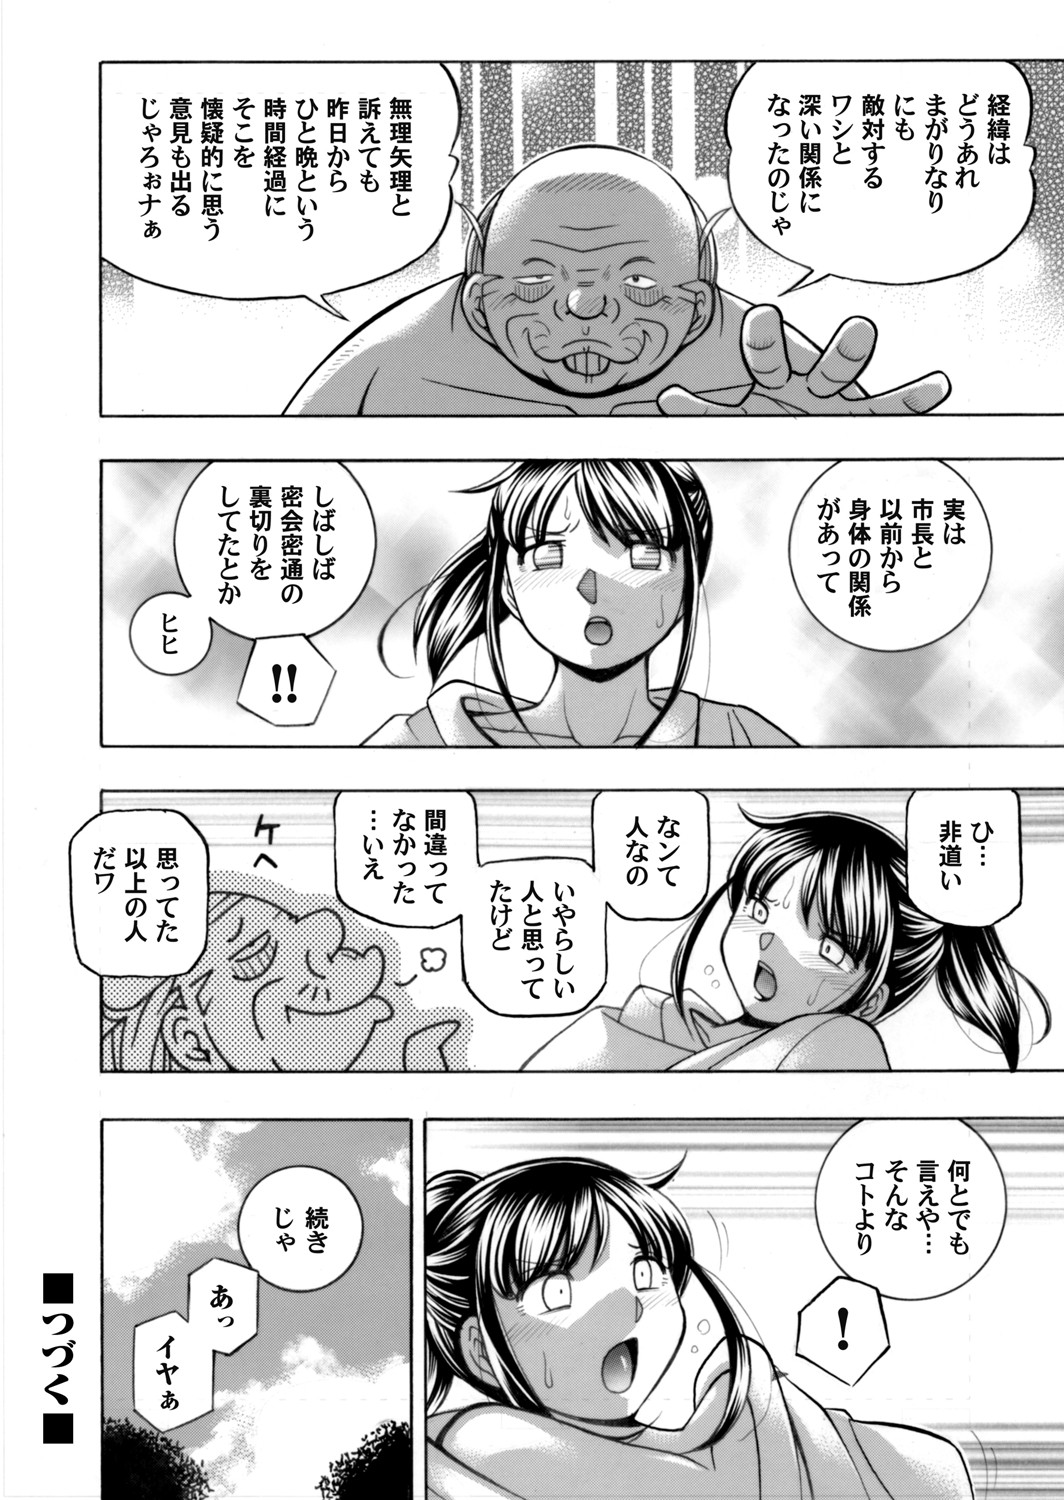 経緯は
どうあれ
まがりなり
にも
敵対する
ワシと
深い関係に
なったのじゃ
無理矢理と
訴えても
昨日から
ひと晩という
時間経過に
そこを
懐疑的に思う
意見も出る
じゃろぉナぁ
実は
市長と
以前から
身体の関係
があって
しばしば
密会密通の
裏切りを
してたとか
ヒヒ
!!
ひ…
非道い
なンて
人なの
いやらしい
人と思って
たけど
間違って
なかった
…いえ
思ってた
以上の人
だワ
ケヘ
何とでも
言えや…
そんな
コトより
!
続き
じゃ
あっ
イヤぁ
■つづく■